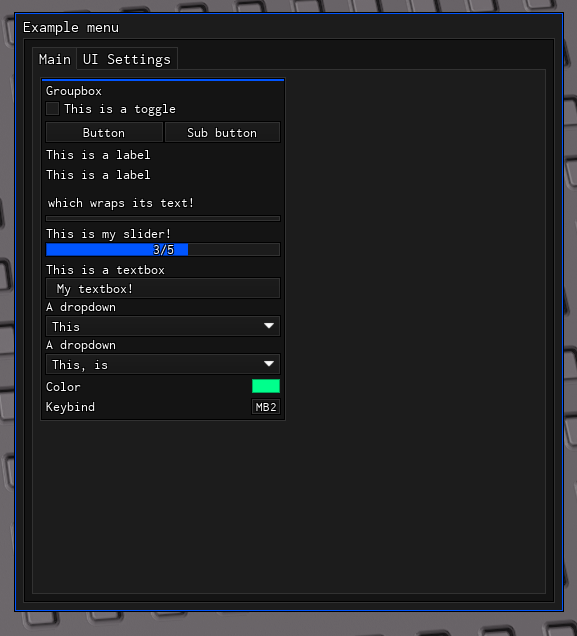 Example menu
Main UI Settings
Groupbox
This is a toggle
Button Sub button
This is a label
This is a label
which wraps its text!
This is my slider!
3/5
This is a textbox
My textbox!
A dropdown
This
A dropdown
This, is
Color
Keybind MB2